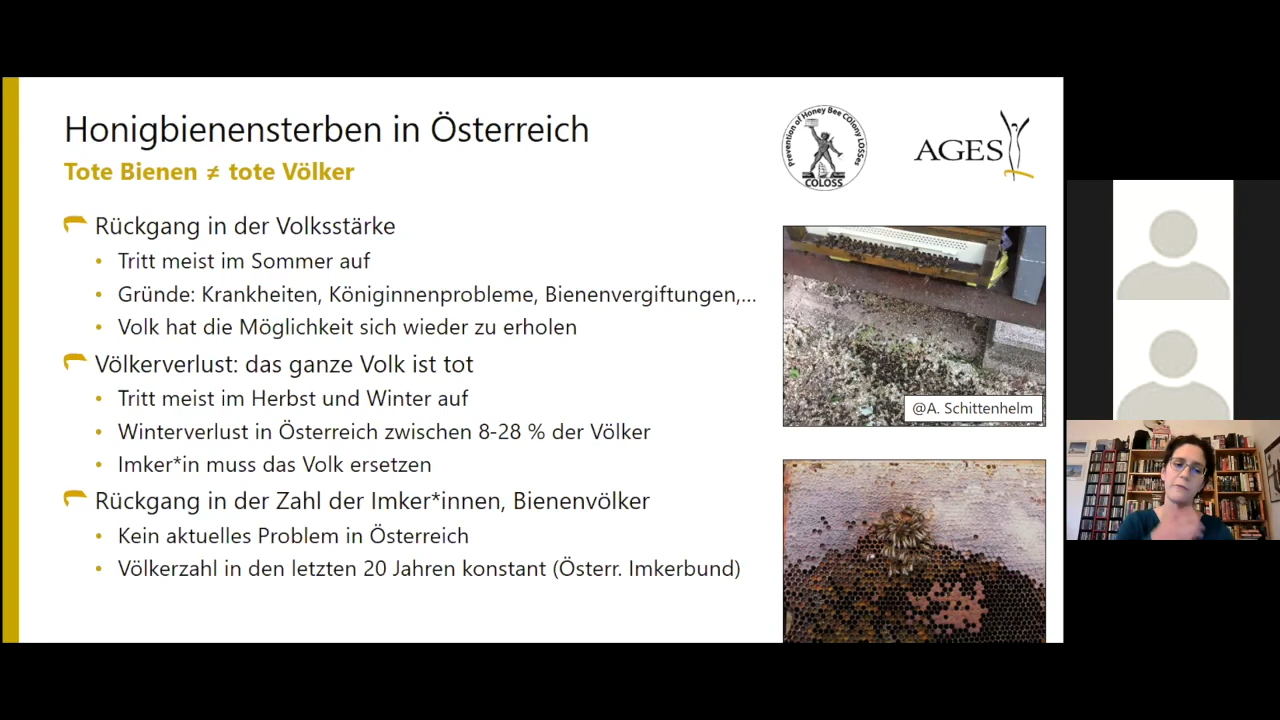 Honigbienensterben in Österreich
Tote Bienen ≠ tote Völker
Prevention of Honey Bee COlony LOSSes
COLOSS
AGES
Rückgang in der Volksstärke
• Tritt meist im Sommer auf
• Gründe: Krankheiten, Königinnenprobleme, Bienenvergiftungen,...
• Volk hat die Möglichkeit sich wieder zu erholen
Völkerverlust: das ganze Volk ist tot
• Tritt meist im Herbst und Winter auf
• Winterverlust in Österreich zwischen 8-28 % der Völker
• Imker*in muss das Volk ersetzen
Rückgang in der Zahl der Imker*innen, Bienenvölker
• Kein aktuelles Problem in Österreich
• Völkerzahl in den letzten 20 Jahren konstant (Österr. Imkerbund)
@A. Schittenhelm